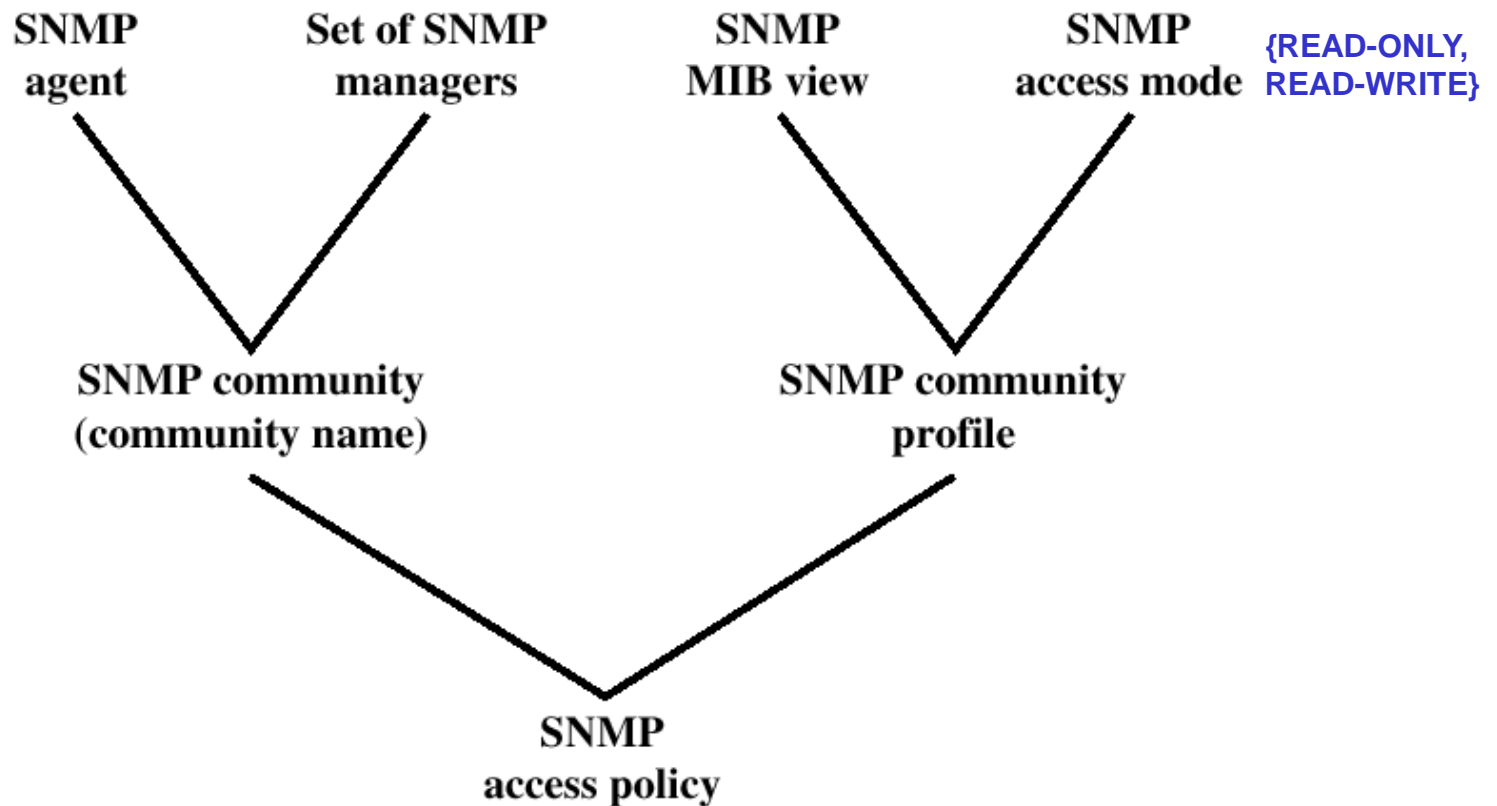 SNMP
agent
Set of SNMP
managers
SNMP
MIB view
SNMP
access mode
{READ-ONLY,
READ-WRITE}
SNMP community
(community name)
SNMP community
profile
SNMP
access policy